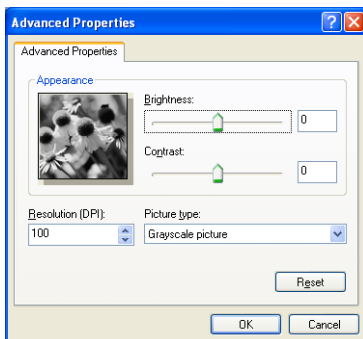 Advanced Properties
Advanced Properties
Appearance
Brightness:
0
Contrast:
0
Resolution (DPI):
100
Picture type:
Grayscale picture
Reset
OK
Cancel